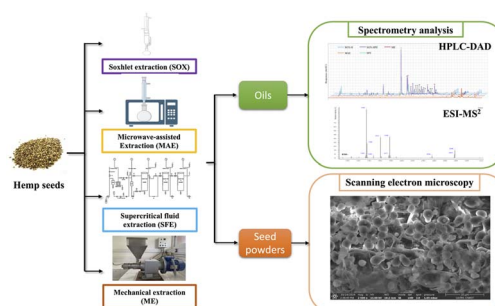 Spectrometry analysis
HPLC-DAD
Soxhlet extraction (SOX)
Oils
ESI-MS²⁻
Microwave-assisted
Extraction (MAE)
Hemp seeds
Scanning electron microscopy
Supercritical fluid
extraction (SFE)
Seed
powders
Mechanical extraction
(ME)